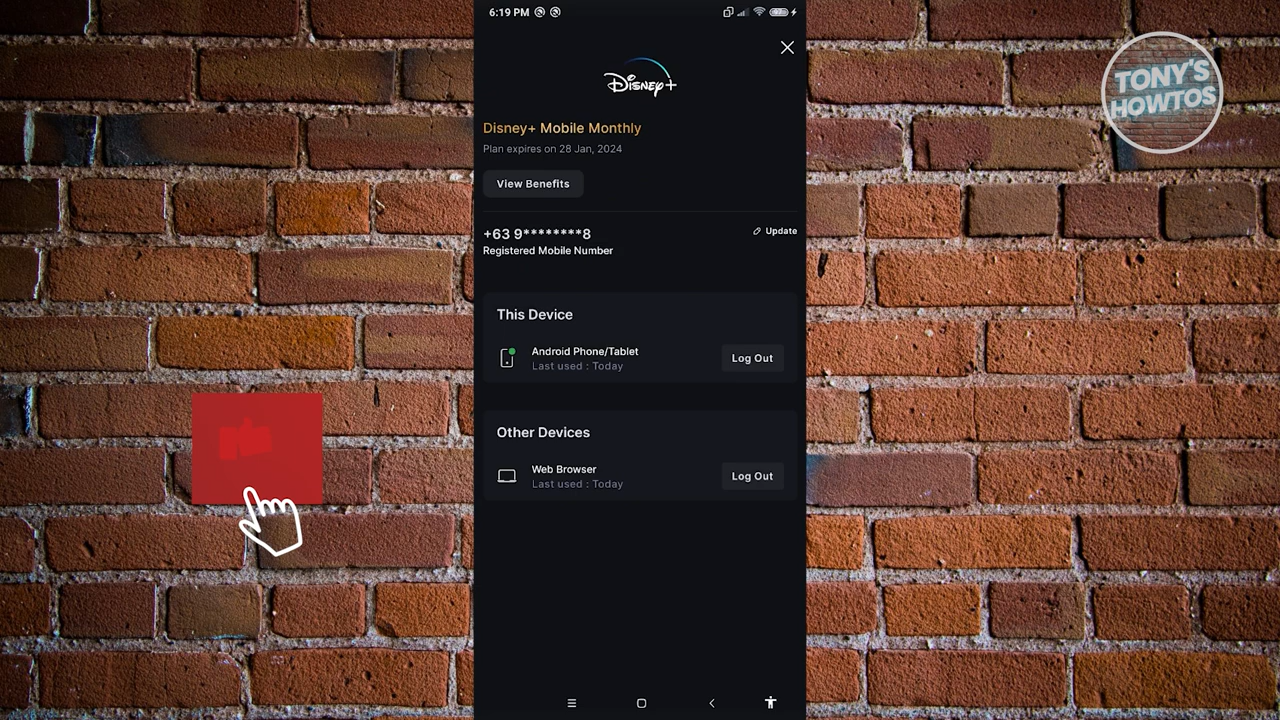 6:19 PM
Disney+
Disney+ Mobile Monthly
Plan expires on 28 Jan, 2024
View Benefits
+63 9********8
Update
Registered Mobile Number
This Device
Android Phone/Tablet
Last used : Today
Log Out
Other Devices
Web Browser
Last used : Today
Log Out
TONY'S
HOWTOS